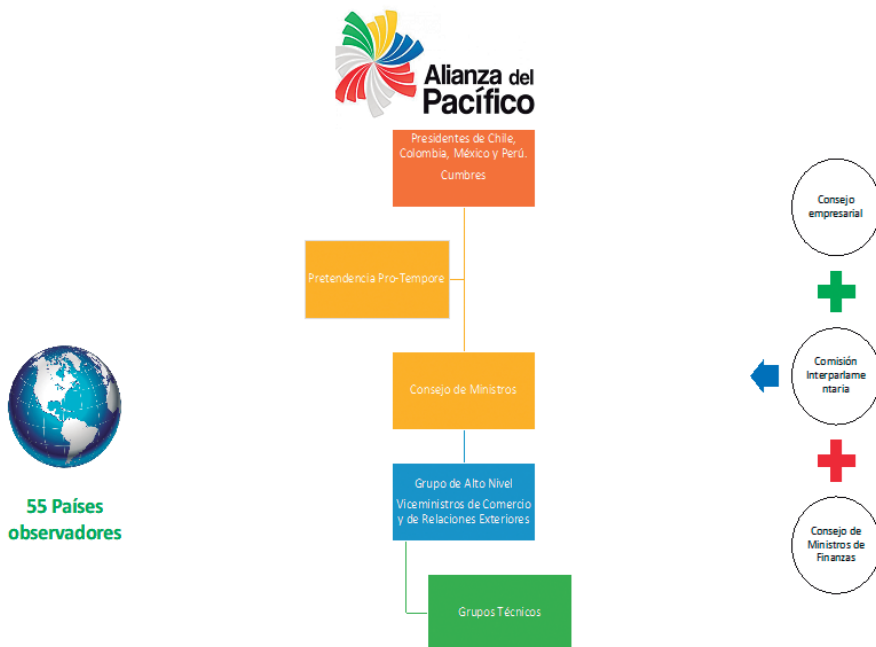 Alianza del
Pacífico
Presidentes de Chile,
Colombia, México y Perú.
Cumbres
Pretendencia Pro-Tempore
Consejo de Ministros
Grupo de Alto Nivel
Viceministros de Comercio
y de Relaciones Exteriores
Grupos Técnicos
55 Países
observadores
Consejo
empresarial
Comisión
Interparlame
ntaria
Consejo de
Ministros de
Finanzas